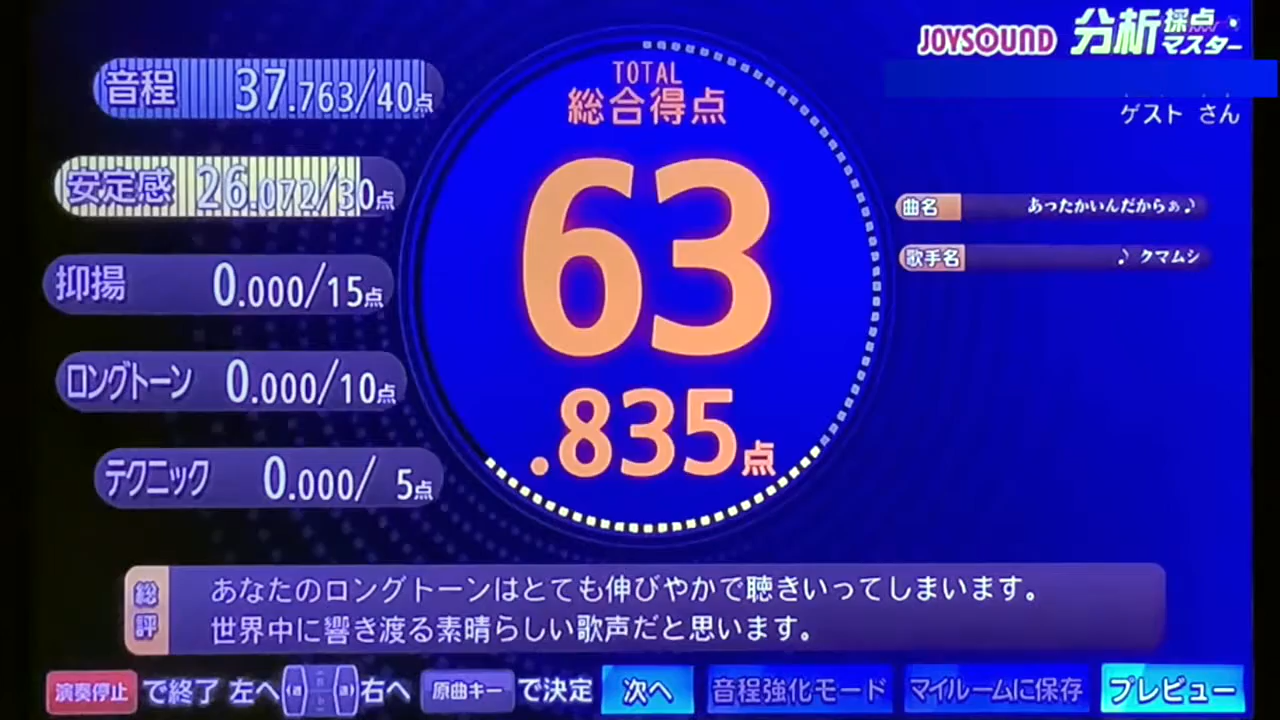 JOYSOUND 分析採点マスター
ゲスト さん
音程 37.763/40点
安定感 26.072/30点
抑揚 0.000/15点
ロングトーン 0.000/10点
テクニック 0.000/ 5点
TOTAL
総合得点
63
.835点
曲名 あったかいんだからぁ♪
歌手名 ♪ クマムシ
総評
あなたのロングトーンはとても伸びやかで聴きいってしまいます。
世界中に響き渡る素晴らしい歌声だと思います。
演奏停止 で終了 左へ 右へ 原曲キー で決定 次へ 音程強化モード マイルームに保存 プレビュー